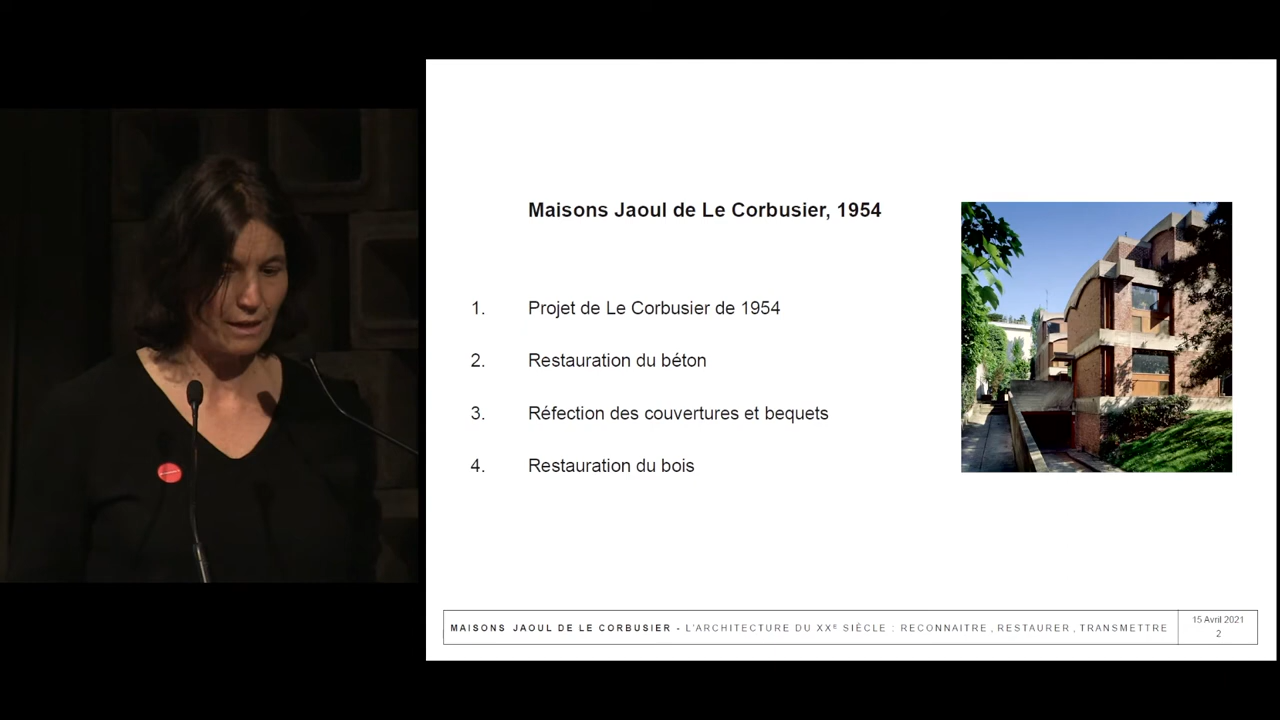 Maisons Jaoul de Le Corbusier, 1954
1. Projet de Le Corbusier de 1954
2. Restauration du béton
3. Réfection des couvertures et bequets
4. Restauration du bois
MAISONS JAOUL DE LE CORBUSIER - L'ARCHITECTURE DU XXᴱ SIÈCLE : RECONNAITRE, RESTAURER, TRANSMETTRE
15 Avril 2021
2